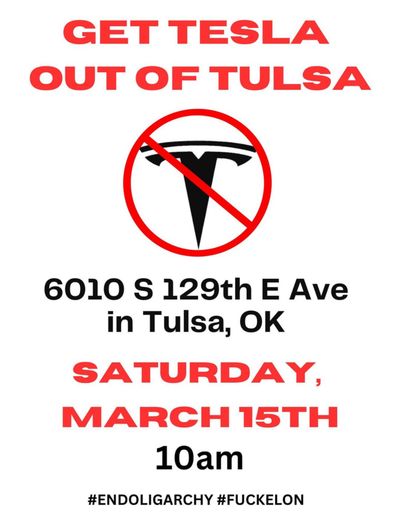 GET TESLA
OUT OF TULSA
6010 S 129th E Ave
in Tulsa, OK
SATURDAY,
MARCH 15TH
10am
#ENDOLIGARCHY #FUCKELON